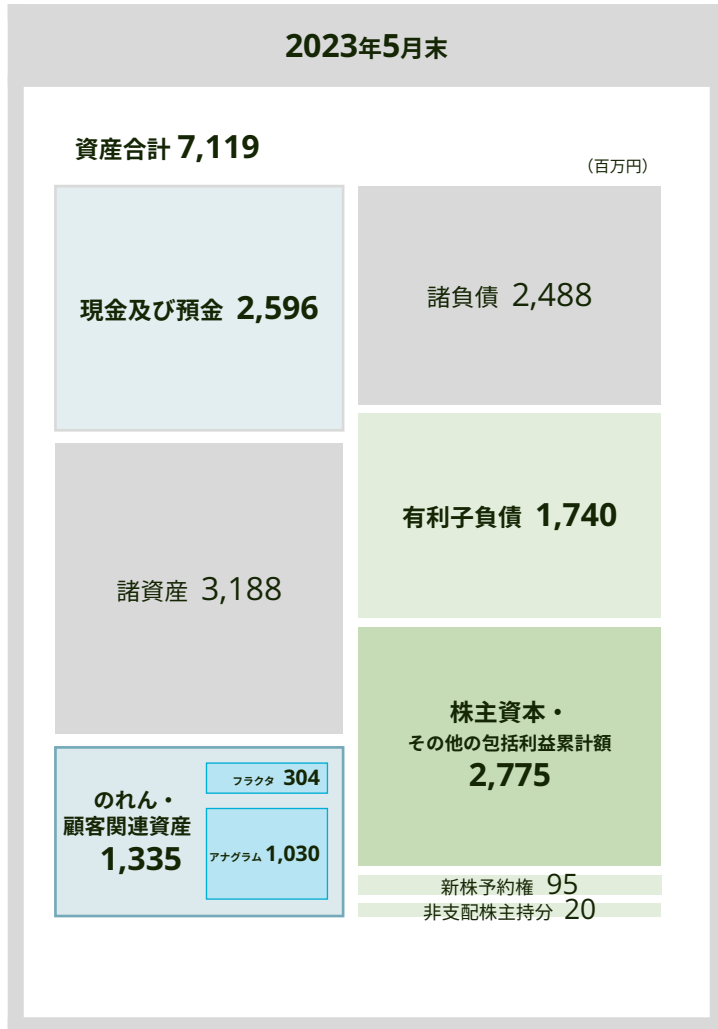 2023年5月末
資産合計 7,119
（百万円）
現金及び預金 2,596
諸資産 3,188
のれん・
顧客関連資産
1,335
フラクタ 304
アナグラム 1,030
諸負債 2,488
有利子負債 1,740
株主資本・
その他の包括利益累計額
2,775
新株予約権 95
非支配株主持分 20